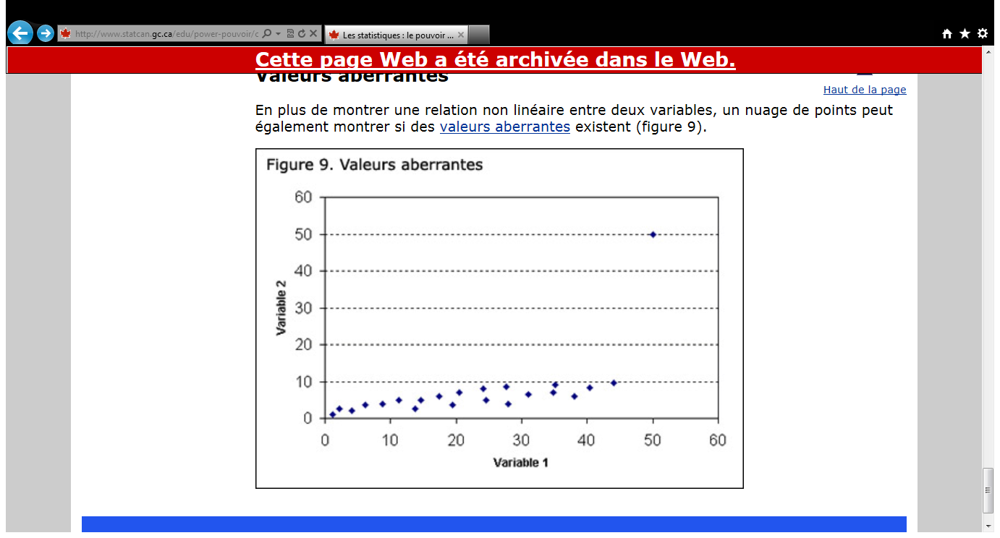 http://www.statcan.gc.ca/edu/power-pouvoir/c
Les statistiques : le pouvoir ...
Cette page Web a été archivée dans le Web.
Valeurs aberrantes
Haut de la page
En plus de montrer une relation non linéaire entre deux variables, un nuage de points peut
également montrer si des valeurs aberrantes existent (figure 9).
Figure 9. Valeurs aberrantes
60
50
40
30
20
10
0
Variable 2
0 10 20 30 40 50 60
Variable 1